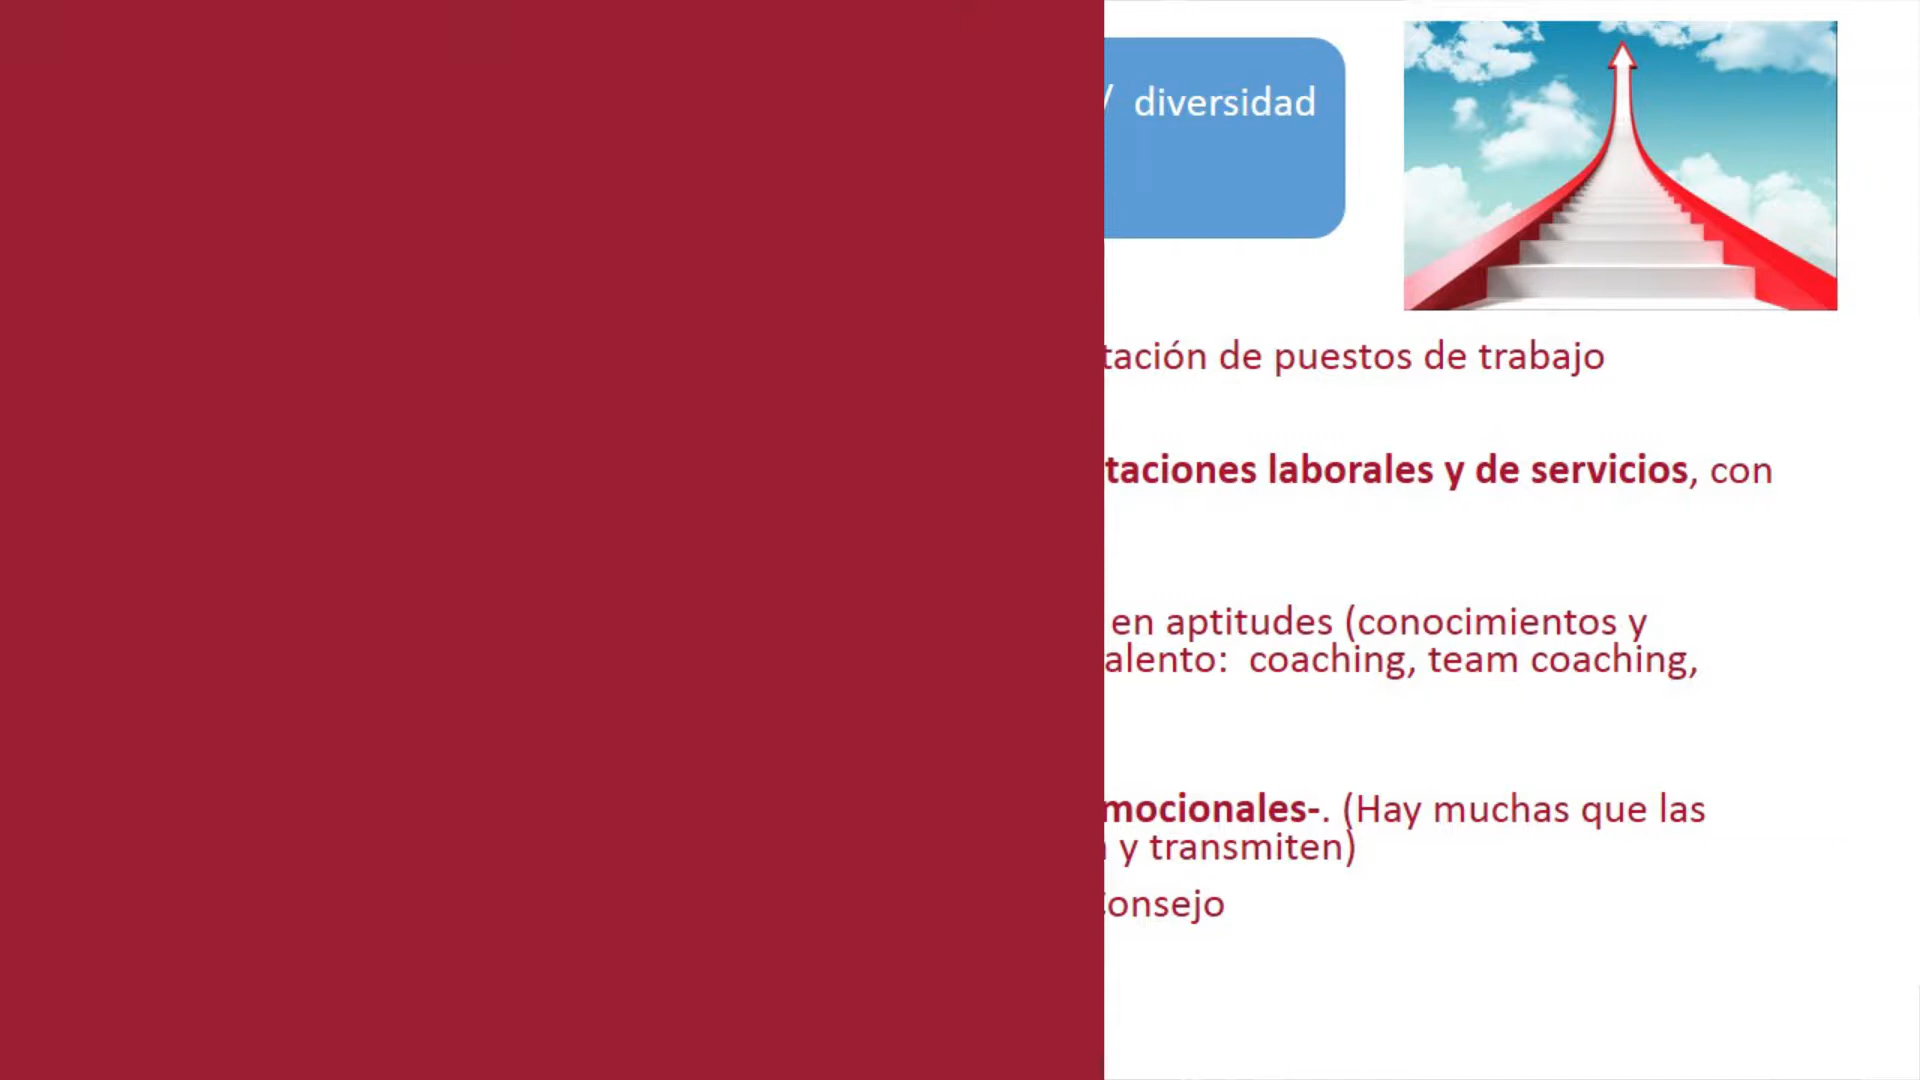 / diversidad
tación de puestos de trabajo
taciones laborales y de servicios, con
en aptitudes (conocimientos y
alento: coaching, team coaching,
mocionales-. (Hay muchas que las
y transmiten)
onsejo